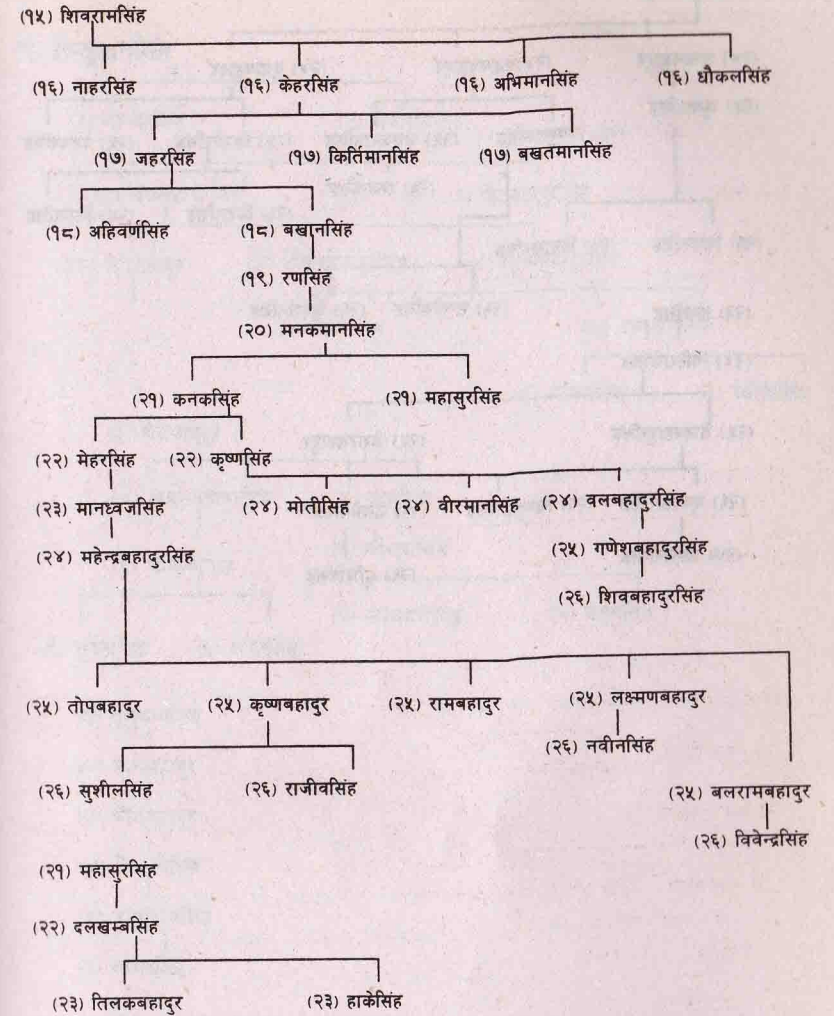 (१५) शिवरामसिंह
(१६) नाहरसिंह (१६) केहरसिंह (१६) अभिमानसिंह (१६) धौकलसिंह
(१७) जहरसिंह (१७) किर्तिमानसिंह (१७) बखतमानसिंह
(१८) अहिवर्णसिंह (१८) बखानसिंह
(१९) रणसिंह
(२०) मनकमानसिंह
(२१) कनकसिंह (२१) महासुरसिंह
(२२) मेहरसिंह (२२) कृष्णसिंह
(२३) मानध्वजसिंह (२४) मोतीसिंह (२४) वीरमानसिंह (२४) वलबहादुरसिंह
(२४) महेन्द्रबहादुरसिंह (२५) गणेशबहादुरसिंह
(२६) शिवबहादुरसिंह
(२५) तोपबहादुर (२५) कृष्णबहादुर (२५) रामबहादुर (२५) लक्ष्मणबहादुर
(२६) नवीनसिंह
(२६) सुशीलसिंह (२६) राजीवसिंह (२५) बलरामबहादुर
(२६) विवेन्द्रसिंह
(२१) महासुरसिंह
(२२) दलखम्बसिंह
(२३) तिलकबहादुर (२३) हाकेसिंह